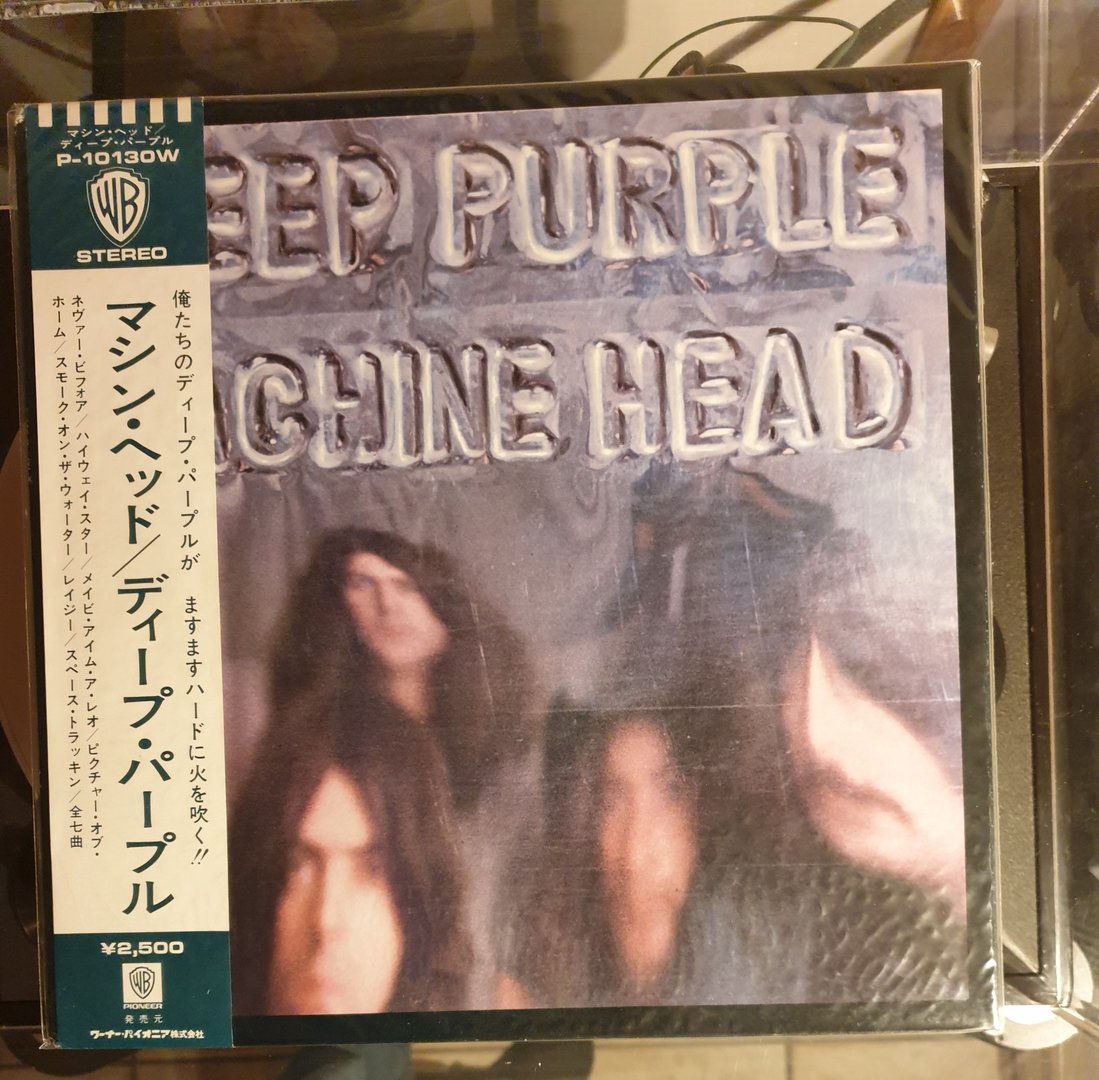 マシン・ヘッド/
ディープ・パープル
P-10130W
WB
STEREO
俺たちのディープ・パープルが ますますハードに火を吹く!!
マシン・ヘッド/ディープ・パープル
ハイウェイ・スター/メイビ・アイム・ア・レオ/ピクチャー・オブ・
ネヴァー・ビフォア/
ホーム/スモーク・オン・ザ・ウォーター/レイジー/スペース・トラッキン/全七曲
¥2,500
WB
PIONEER
発売元
ワーナー・パイオニア株式会社
EEP PURPLE
ACHINE HEAD